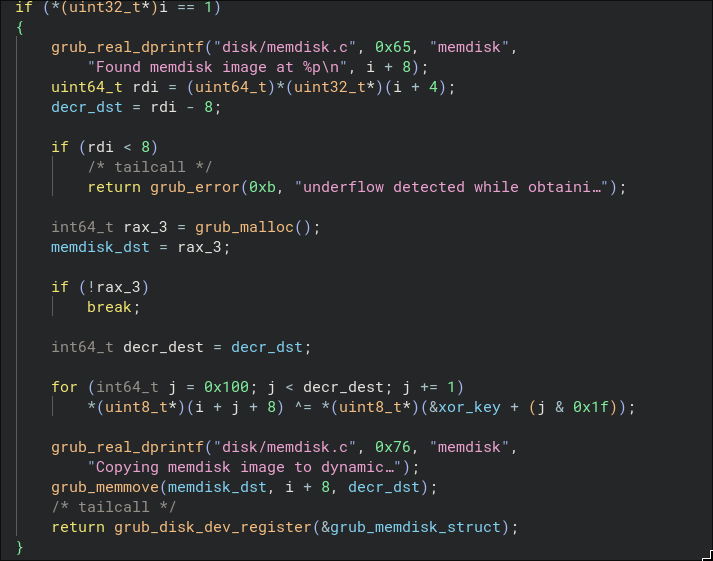 if (*(uint32_t*)i == 1)
{
grub_real_dprintf("disk/memdisk.c", 0x65, "memdisk",
"Found memdisk image at %p\n", i + 8);
uint64_t rdi = (uint64_t)*(uint32_t*)(i + 4);
decr_dst = rdi - 8;
if (rdi < 8)
/* tailcall */
return grub_error(0xb, "underflow detected while obtaini…");
int64_t rax_3 = grub_malloc();
memdisk_dst = rax_3;
if (!rax_3)
break;
int64_t decr_dest = decr_dst;
for (int64_t j = 0x100; j < decr_dest; j += 1)
*(uint8_t*)(i + j + 8) ^= *(uint8_t*)(&xor_key + (j & 0x1f));
grub_real_dprintf("disk/memdisk.c", 0x76, "memdisk",
"Copying memdisk image to dynamic…");
grub_memmove(memdisk_dst, i + 8, decr_dst);
/* tailcall */
return grub_disk_dev_register(&grub_memdisk_struct);
}